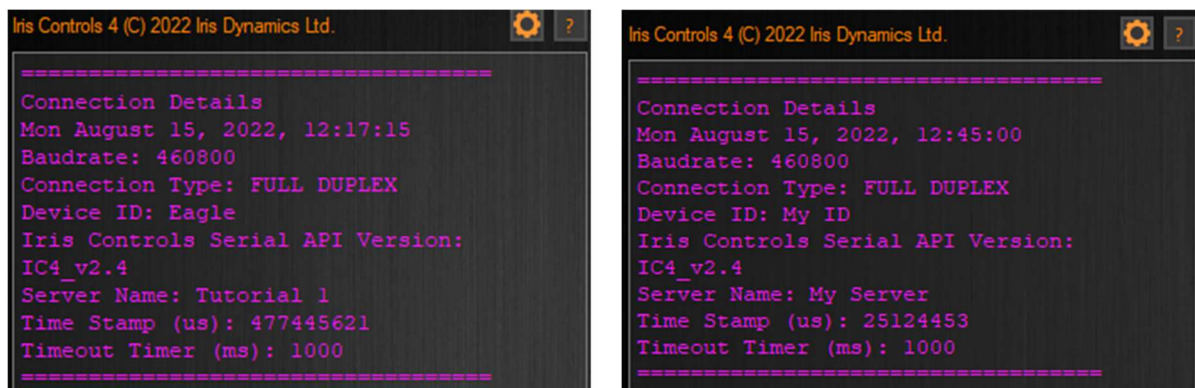 Iris Controls 4 (C) 2022 Iris Dynamics Ltd.
?
===================================
Connection Details
Mon August 15, 2022, 12:17:15
Baudrate: 460800
Connection Type: FULL DUPLEX
Device ID: Eagle
Iris Controls Serial API Version:
IC4_v2.4
Server Name: Tutorial 1
Time Stamp (us): 477445621
Timeout Timer (ms): 1000
===================================
Iris Controls 4 (C) 2022 Iris Dynamics Ltd.
?
===================================
Connection Details
Mon August 15, 2022, 12:45:00
Baudrate: 460800
Connection Type: FULL DUPLEX
Device ID: My ID
Iris Controls Serial API Version:
IC4_v2.4
Server Name: My Server
Time Stamp (us): 25124453
Timeout Timer (ms): 1000
===================================